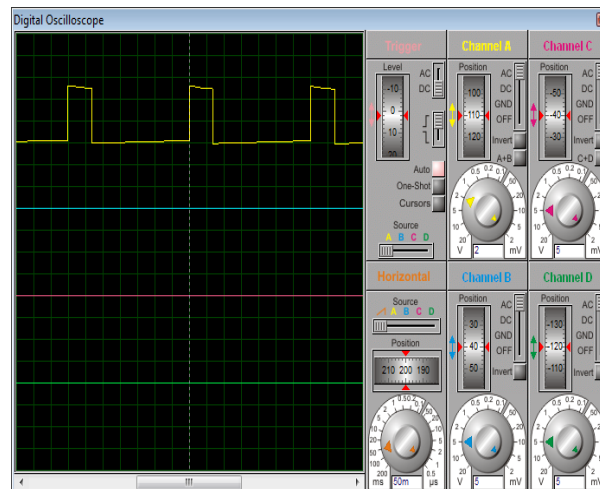 Digital Oscilloscope
Trigger
Level
AC
DC
-10
0
10
20
Auto
One-Shot
Cursors
Source
A B C D
Channel A
Position
AC
DC
GND
OFF
Invert
A+B
-100
-110
-120
V
2
mV
Channel C
Position
AC
DC
GND
OFF
Invert
C+D
-50
-40
-30
V
5
mV
Horizontal
Source
A B C D
Position
210 200 190
ms
50m
µs
Channel B
Position
AC
DC
GND
OFF
Invert
30
40
50
V
5
mV
Channel D
Position
AC
DC
GND
OFF
Invert
-130
-120
-110
V
5
mV